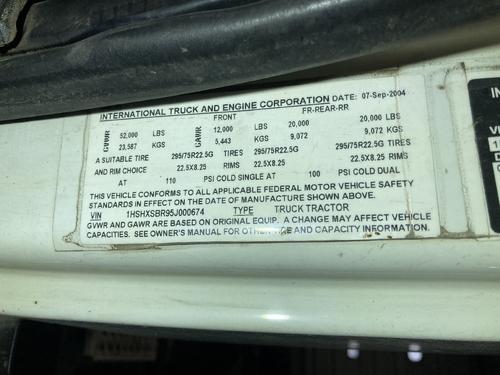 INTERNATIONAL TRUCK AND ENGINE CORPORATION DATE: 07-Sep-2004
FRONT FR-REAR-RR
GVWR 52,000 LBS GAWR 12,000 LBS 20,000 20,000 LBS
23,587 KGS 5,443 KGS 9,072 9,072 KGS
A SUITABLE TIRE 295/75R22.5G TIRES 295/75R22.5G TIRES 295/75R22.5G TIRES
AND RIM CHOICE 22.5X8.25 RIMS 22.5X8.25 22.5X8.25 RIMS
AT 110 PSI COLD SINGLE AT 100 PSI COLD DUAL
THIS VEHICLE CONFORMS TO ALL APPLICABLE FEDERAL MOTOR VEHICLE SAFETY
STANDARDS IN EFFECT ON THE DATE OF MANUFACTURE SHOWN ABOVE.
VIN 1HSHXSBR95J000674 TYPE TRUCK TRACTOR
GVWR AND GAWR ARE BASED ON ORIGINAL EQUIP. A CHANGE MAY AFFECT VEHICLE
CAPACITIES. SEE OWNER'S MANUAL FOR OTHER TIRE AND CAPACITY INFORMATION.